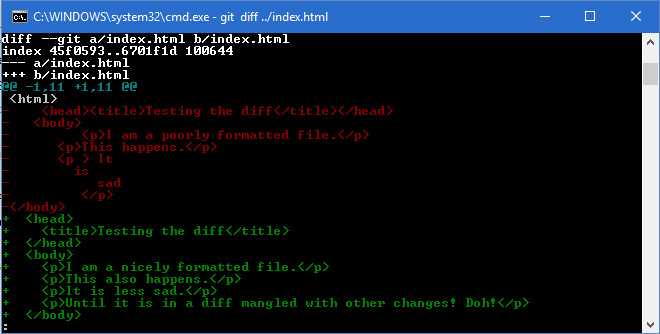 C:\WINDOWS\system32\cmd.exe - git  diff ../index.html
diff --git a/index.html b/index.html
index 45f0593..6701f1d 100644
--- a/index.html
+++ b/index.html
@@ -1,11 +1,11 @@
 <html>
-    <head><title>Testing the diff</title></head>
-   <body>
-         <p>I am a poorly formatted file.</p>
-      <p>This happens.</p>
-      <p > It
-        is
-           sad
-         </p>
-</body>
+  <head>
+    <title>Testing the diff</title>
+  </head>
+  <body>
+    <p>I am a nicely formatted file.</p>
+    <p>This also happens.</p>
+    <p>It is less sad.</p>
+    <p>Until it is in a diff mangled with other changes! Doh!</p>
+  </body>
: